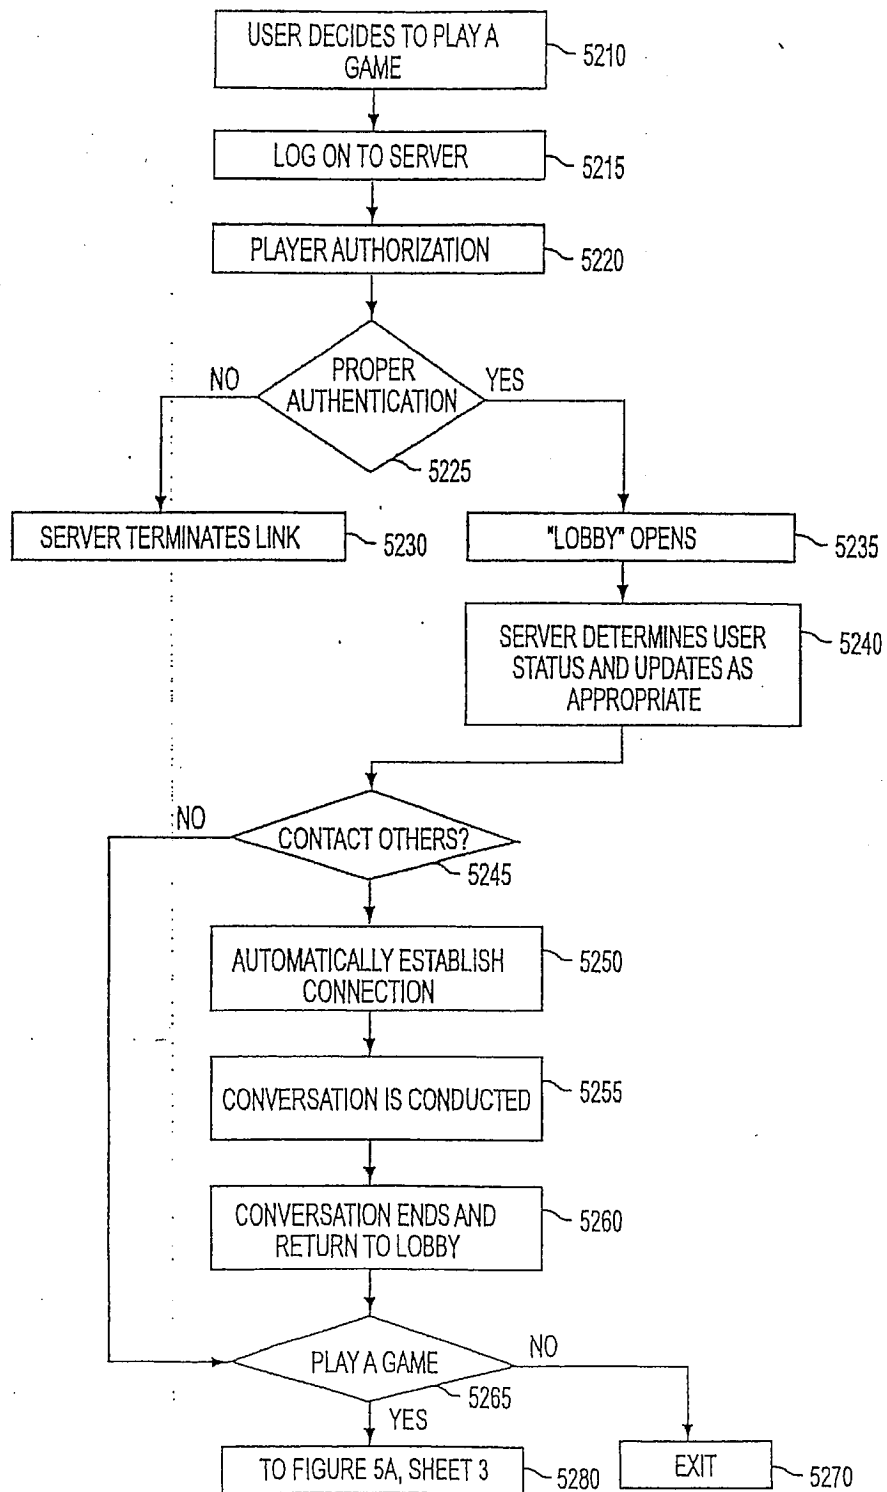 USER DECIDES TO PLAY A
GAME
5210
LOG ON TO SERVER
5215
PLAYER AUTHORIZATION
5220
NO
PROPER
AUTHENTICATION
YES
5225
SERVER TERMINATES LINK
5230
"LOBBY" OPENS
5235
SERVER DETERMINES USER
STATUS AND UPDATES AS
APPROPRIATE
5240
NO
CONTACT OTHERS?
5245
AUTOMATICALLY ESTABLISH
CONNECTION
5250
CONVERSATION IS CONDUCTED
5255
CONVERSATION ENDS AND
RETURN TO LOBBY
5260
PLAY A GAME
NO
5265
YES
TO FIGURE 5A, SHEET 3
5280
EXIT
5270